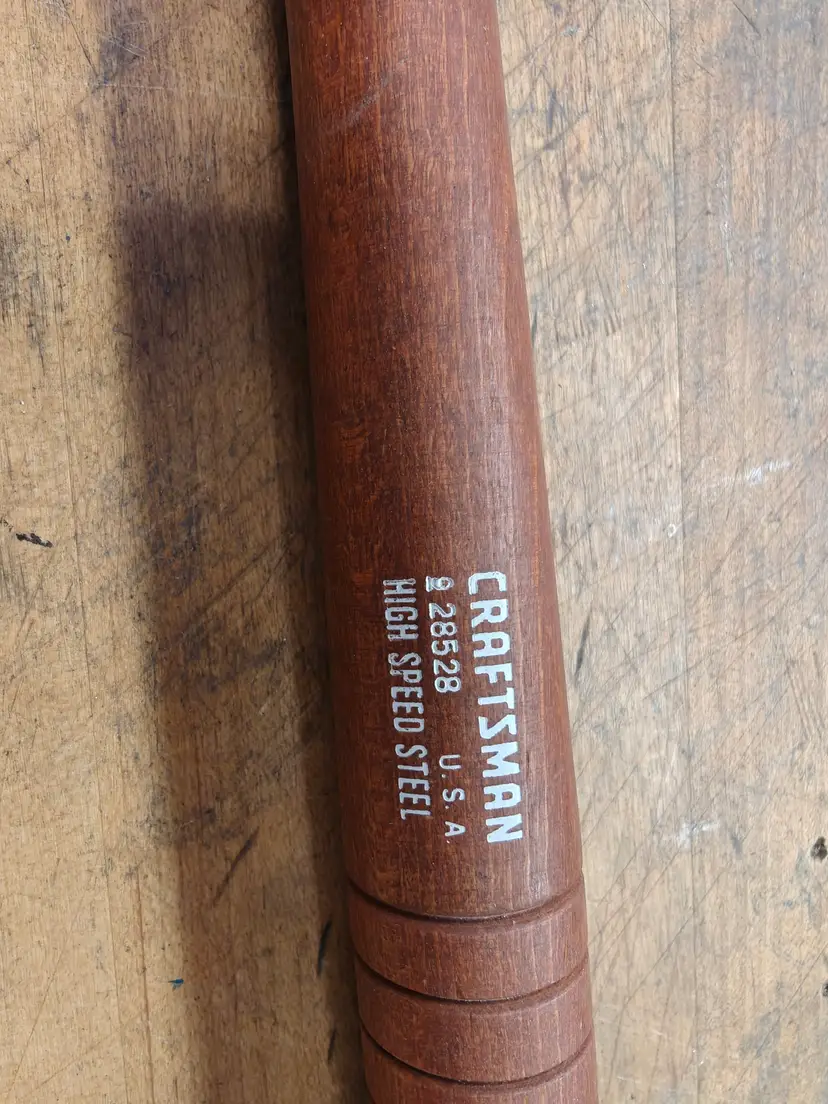 CRAFTSMAN
9 28528 U.S.A
HIGH SPEED STEEL